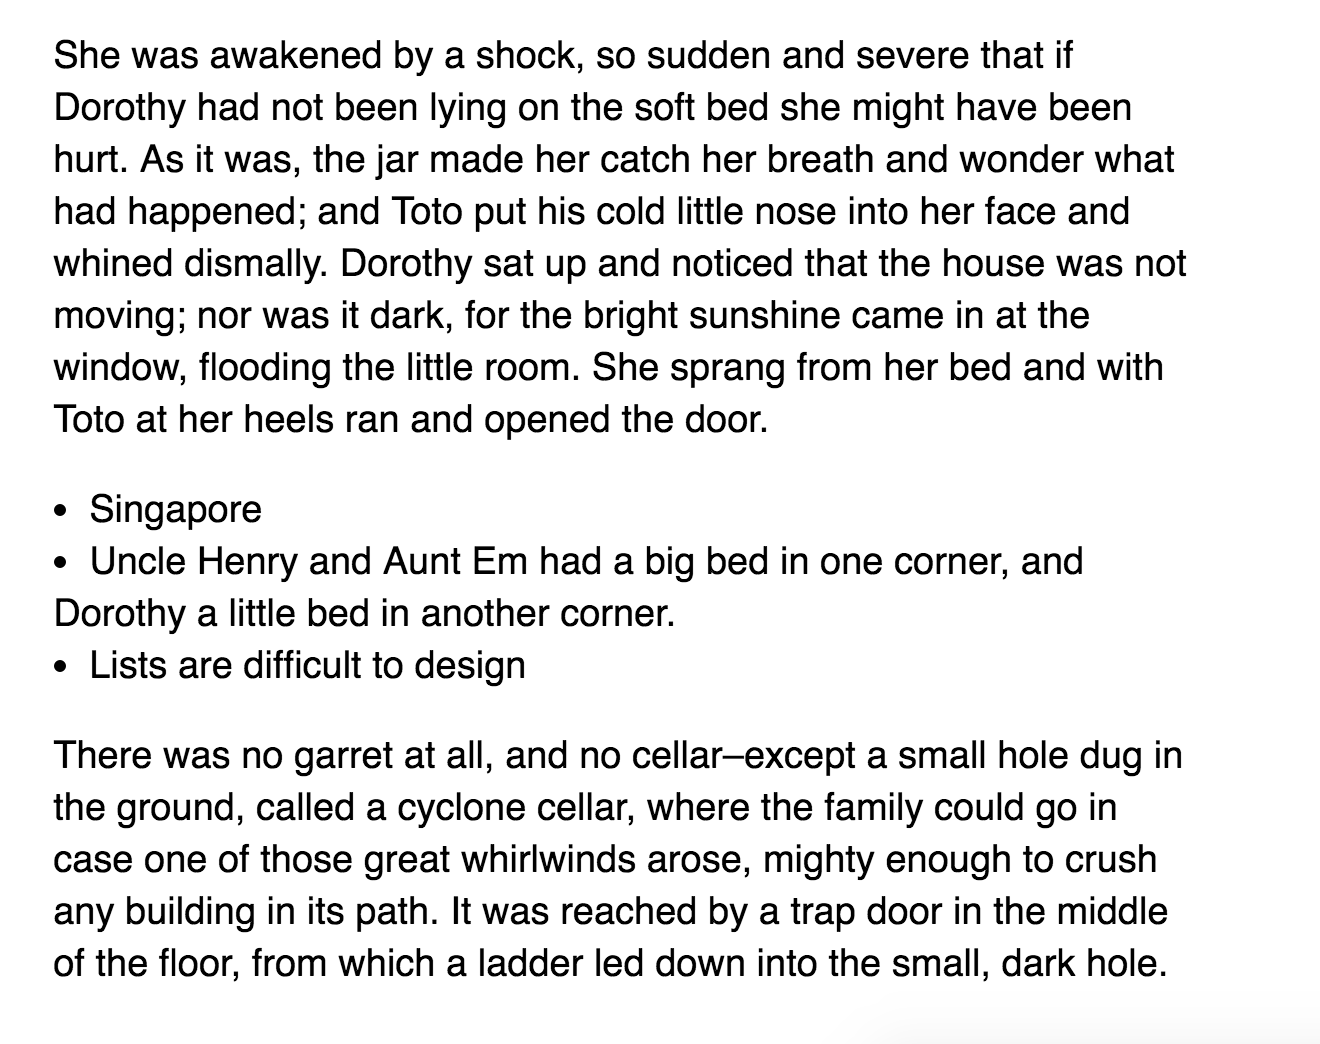 She was awakened by a shock, so sudden and severe that if
Dorothy had not been lying on the soft bed she might have been
hurt. As it was, the jar made her catch her breath and wonder what
had happened; and Toto put his cold little nose into her face and
whined dismally. Dorothy sat up and noticed that the house was not
moving; nor was it dark, for the bright sunshine came in at the
window, flooding the little room. She sprang from her bed and with
Toto at her heels ran and opened the door.
• Singapore
• Uncle Henry and Aunt Em had a big bed in one corner, and
Dorothy a little bed in another corner.
• Lists are difficult to design
There was no garret at all, and no cellar–except a small hole dug in
the ground, called a cyclone cellar, where the family could go in
case one of those great whirlwinds arose, mighty enough to crush
any building in its path. It was reached by a trap door in the middle
of the floor, from which a ladder led down into the small, dark hole.